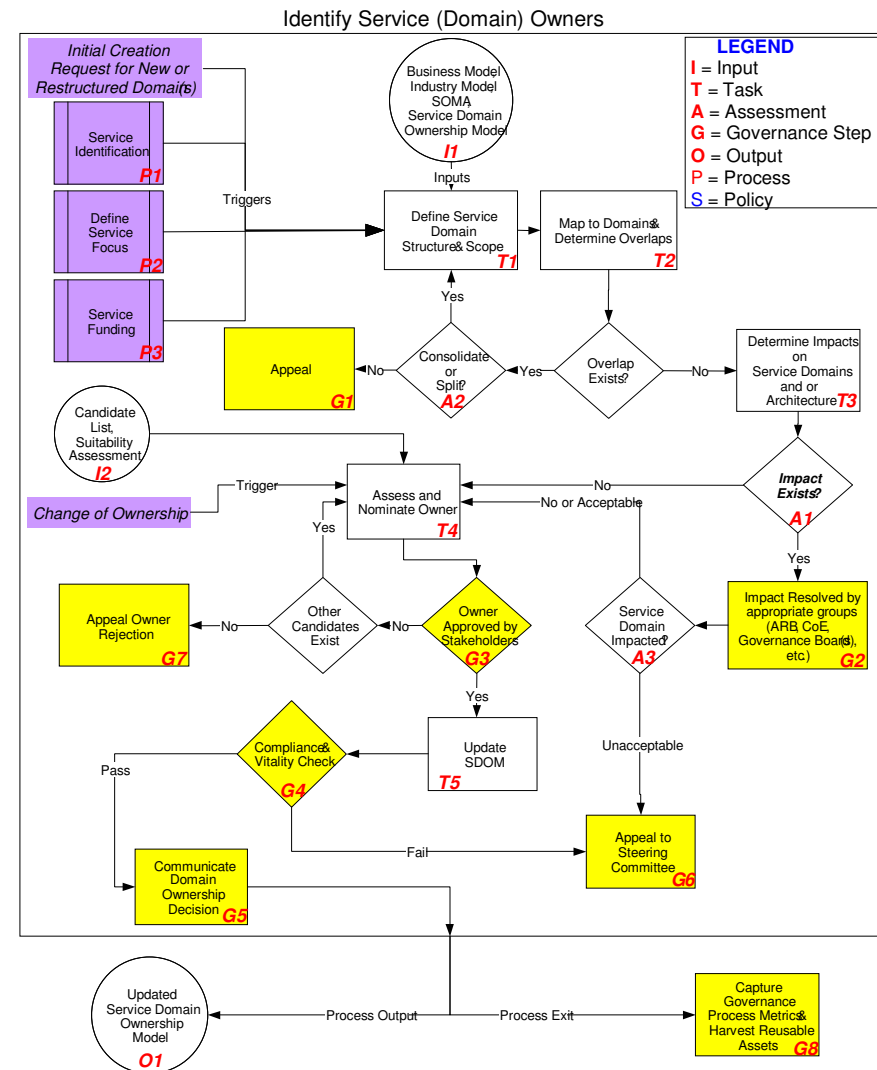 Identify Service (Domain) Owners
Initial Creation
Request for New or
Restructured Domain(s)
Service
Identification
P1
Define
Service
Focus
P2
Service
Funding
P3
Triggers
Business Model,
Industry Model,
SOMA,
Service Domain
Ownership Model
I1
Inputs
LEGEND
I = Input
T = Task
A = Assessment
G = Governance Step
O = Output
P = Process
S = Policy
Define Service
Domain
Structure & Scope
T1
Map to Domains &
Determine Overlaps
T2
Yes
Appeal
G1
No
Consolidate
or
Split?
A2
Yes
Overlap
Exists?
No
Determine Impacts
on
Service Domains
and or
Architecture
T3
Candidate
List,
Suitability
Assessment
I2
Change of Ownership
Trigger
Assess and
Nominate Owner
T4
No
No or Acceptable
Impact
Exists?
A1
Yes
Yes
Appeal Owner
Rejection
G7
No
Other
Candidates
Exist
No
Owner
Approved by
Stakeholders
G3
Service
Domain
Impacted?
A3
Impact Resolved by
appropriate groups
(ARB, CoE,
Governance Board(s),
etc.)
G2
Yes
Unacceptable
Compliance &
Vitality Check
G4
Update
SDOM
T5
Pass
Fail
Appeal to
Steering
Committee
G6
Communicate
Domain
Ownership
Decision
G5
Updated
Service Domain
Ownership
Model
O1
Process Output
Process Exit
Capture
Governance
Process Metrics &
Harvest Reusable
Assets
G8